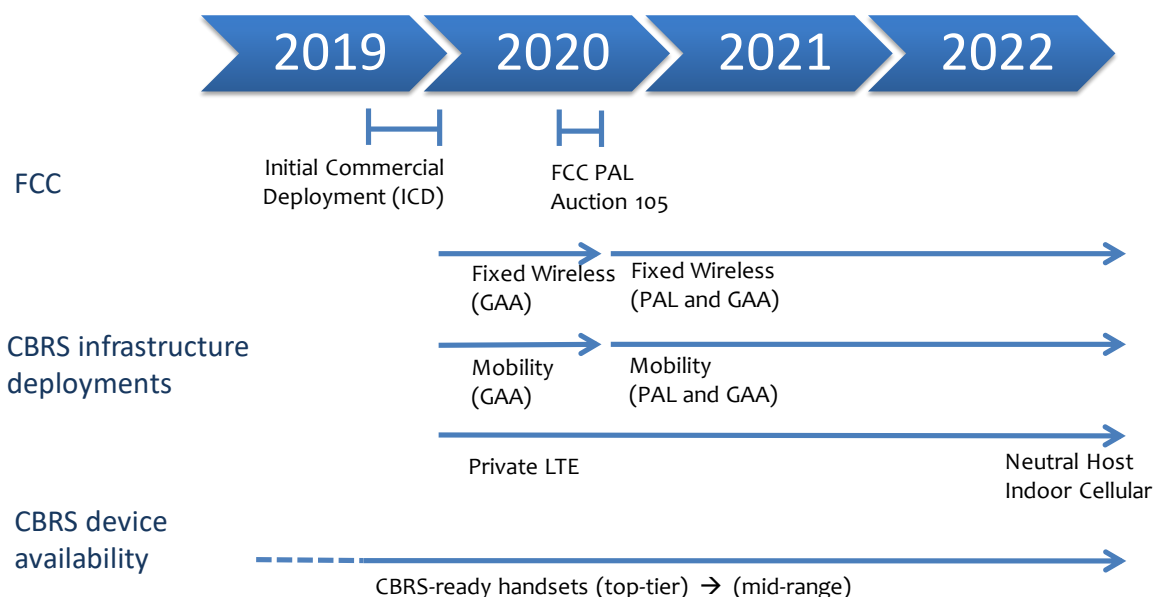 2019
2020
2021
2022
FCC
Initial Commercial
Deployment (ICD)
FCC PAL
Auction 105
CBRS infrastructure
deployments
Fixed Wireless
(GAA)
Fixed Wireless
(PAL and GAA)
Mobility
(GAA)
Mobility
(PAL and GAA)
Private LTE
Neutral Host
Indoor Cellular
CBRS device
availability
CBRS-ready handsets (top-tier) → (mid-range)